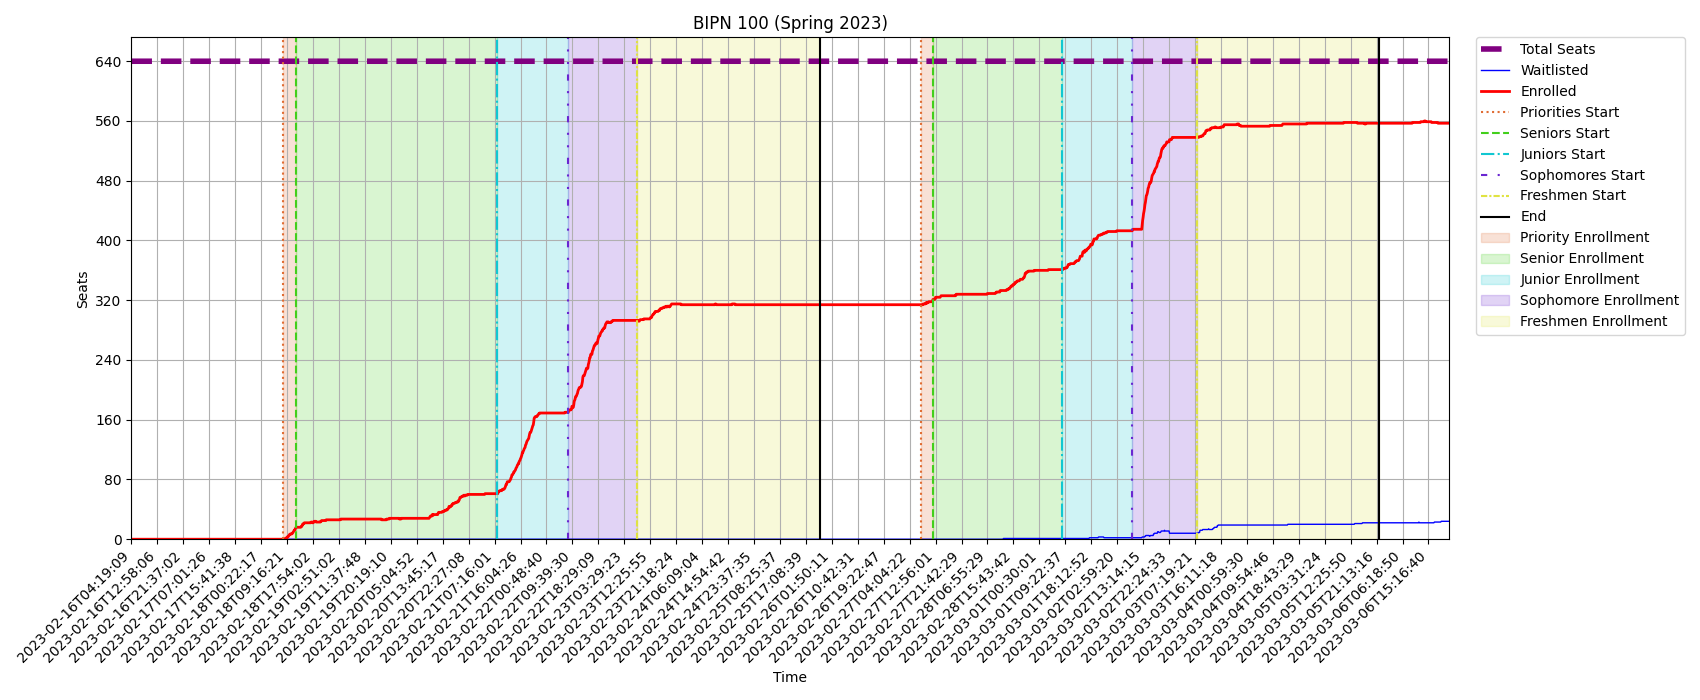 BIPN 100 (Spring 2023)
Seats
640
560
480
400
320
240
160
80
0
2023-02-16T04:19:09
2023-02-16T12:58:06
2023-02-16T21:37:02
2023-02-17T07:01:26
2023-02-17T15:41:38
2023-02-18T00:22:17
2023-02-18T09:16:21
2023-02-18T17:54:02
2023-02-19T02:51:02
2023-02-19T11:37:48
2023-02-19T20:19:10
2023-02-20T05:04:52
2023-02-20T13:45:17
2023-02-20T22:27:08
2023-02-21T07:16:01
2023-02-21T16:04:26
2023-02-22T00:48:40
2023-02-22T09:39:30
2023-02-22T18:29:09
2023-02-23T03:29:23
2023-02-23T12:25:55
2023-02-23T21:18:24
2023-02-24T06:09:04
2023-02-24T14:54:42
2023-02-24T23:37:35
2023-02-25T08:25:37
2023-02-25T17:08:39
2023-02-26T01:50:11
2023-02-26T10:42:31
2023-02-26T19:22:47
2023-02-27T04:04:22
2023-02-27T12:56:01
2023-02-27T21:42:29
2023-02-28T06:55:29
2023-02-28T15:43:42
2023-03-01T00:30:01
2023-03-01T09:22:37
2023-03-01T18:12:52
2023-03-02T02:59:20
2023-03-02T13:14:15
2023-03-02T22:24:33
2023-03-03T07:19:21
2023-03-03T16:11:18
2023-03-04T00:59:30
2023-03-04T09:54:46
2023-03-04T18:43:29
2023-03-05T03:31:24
2023-03-05T12:25:50
2023-03-05T21:13:16
2023-03-06T06:18:50
2023-03-06T15:16:40
Time
Total Seats
Waitlisted
Enrolled
Priorities Start
Seniors Start
Juniors Start
Sophomores Start
Freshmen Start
End
Priority Enrollment
Senior Enrollment
Junior Enrollment
Sophomore Enrollment
Freshmen Enrollment